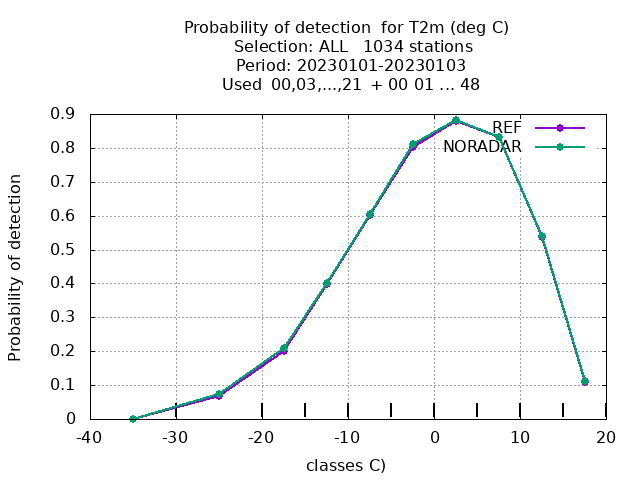 Probability of detection  for T2m (deg C)
Selection: ALL   1034 stations
Period: 20230101-20230103
Used  00,03,...,21  + 00 01 ... 48
Probability of detection
0.9
0.8
0.7
0.6
0.5
0.4
0.3
0.2
0.1
0
REF
NORADAR
-40 -30 -20 -10 0 10 20
classes C)